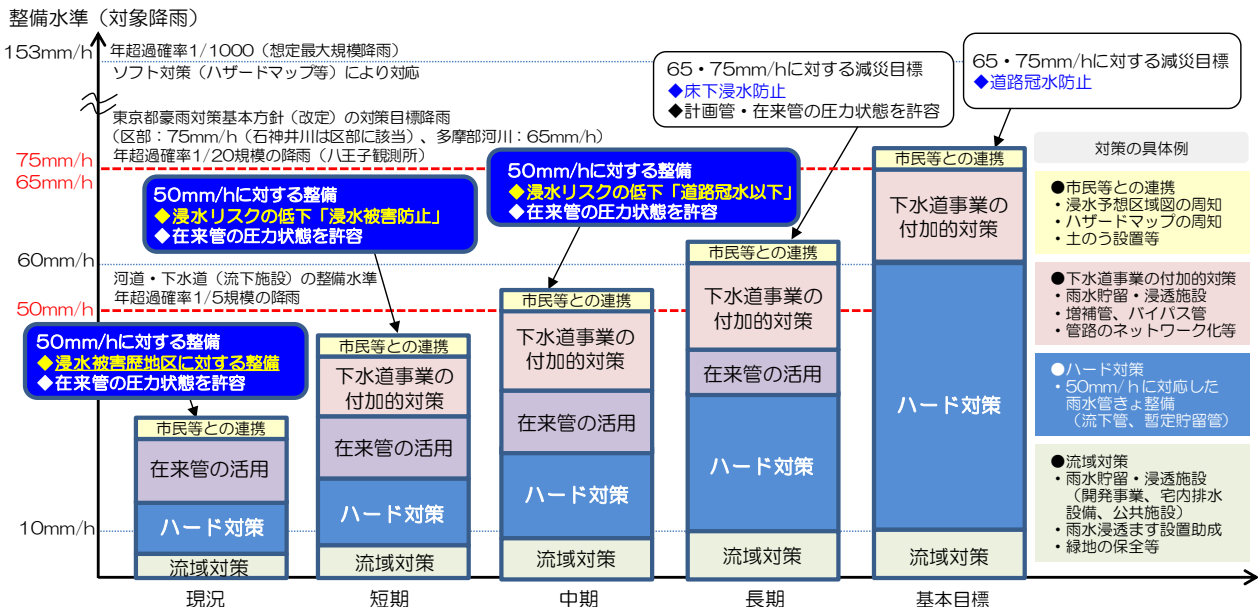 整備水準（対象降雨）
153mm/h
年超過確率1/1000（想定最大規模降雨）
ソフト対策（ハザードマップ等）により対応
東京都豪雨対策基本方針（改定）の対策目標降雨
（区部：75mm/h（石神井川は区部に該当）、多摩部河川：65mm/h）
年超過確率1/20規模の降雨（八王子観測所）
75mm/h
65mm/h
60mm/h
河道・下水道（流下施設）の整備水準
年超過確率1/5規模の降雨
50mm/h
10mm/h
50mm/hに対する整備
◆浸水被害歴地区に対する整備
◆在来管の圧力状態を許容
50mm/hに対する整備
◆浸水リスクの低下「浸水被害防止」
◆在来管の圧力状態を許容
50mm/hに対する整備
◆浸水リスクの低下「道路冠水以下」
◆在来管の圧力状態を許容
65・75mm/hに対する減災目標
◆床下浸水防止
◆計画管・在来管の圧力状態を許容
65・75mm/hに対する減災目標
◆道路冠水防止
市民等との連携
在来管の活用
ハード対策
流域対策
現況
市民等との連携
下水道事業の
付加的対策
在来管の活用
ハード対策
流域対策
短期
市民等との連携
下水道事業の
付加的対策
在来管の活用
ハード対策
流域対策
中期
市民等との連携
下水道事業の
付加的対策
在来管の活用
ハード対策
流域対策
長期
市民等との連携
下水道事業の
付加的対策
ハード対策
流域対策
基本目標
対策の具体例
●市民等との連携
・浸水予想区域図の周知
・ハザードマップの周知
・土のう設置等
●下水道事業の付加的対策
・雨水貯留・浸透施設
・増補管、バイパス管
・管路のネットワーク化等
●ハード対策
・50mm/hに対応した
雨水管きょ整備
（流下管、暫定貯留管）
●流域対策
・雨水貯留・浸透施設
（開発事業、宅内排水
設備、公共施設）
・雨水浸透ます設置助成
・緑地の保全等